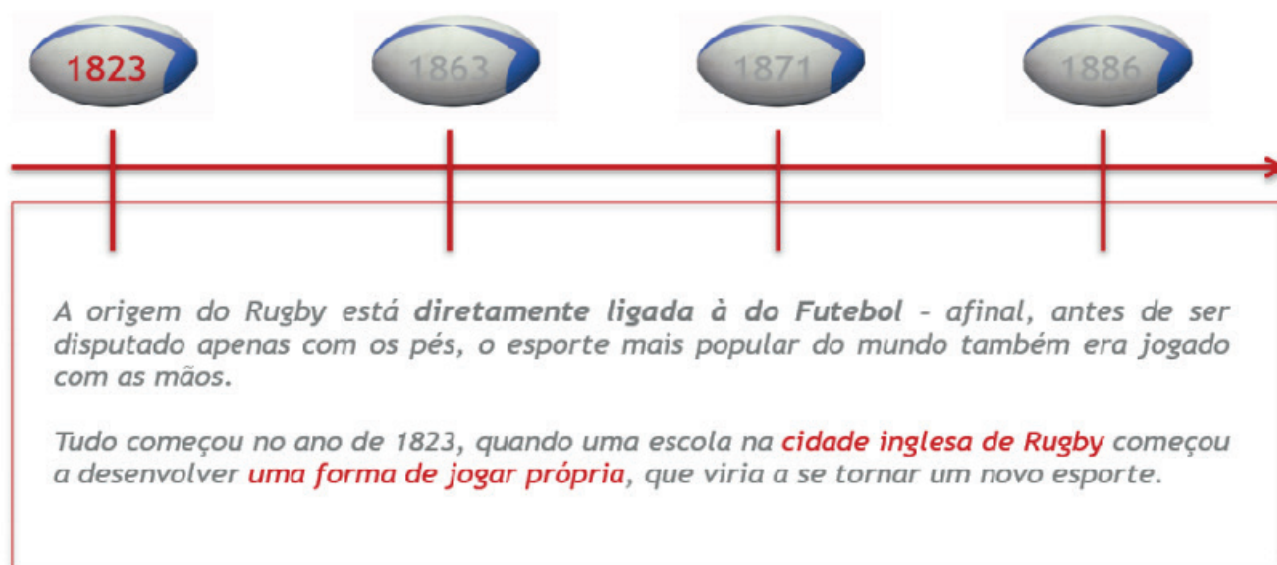 1823
1863
1871
1886
A origem do Rugby está diretamente ligada à do Futebol – afinal, antes de ser
disputado apenas com os pés, o esporte mais popular do mundo também era jogado
com as mãos.
Tudo começou no ano de 1823, quando uma escola na cidade inglesa de Rugby começou
a desenvolver uma forma de jogar própria, que viria a se tornar um novo esporte.